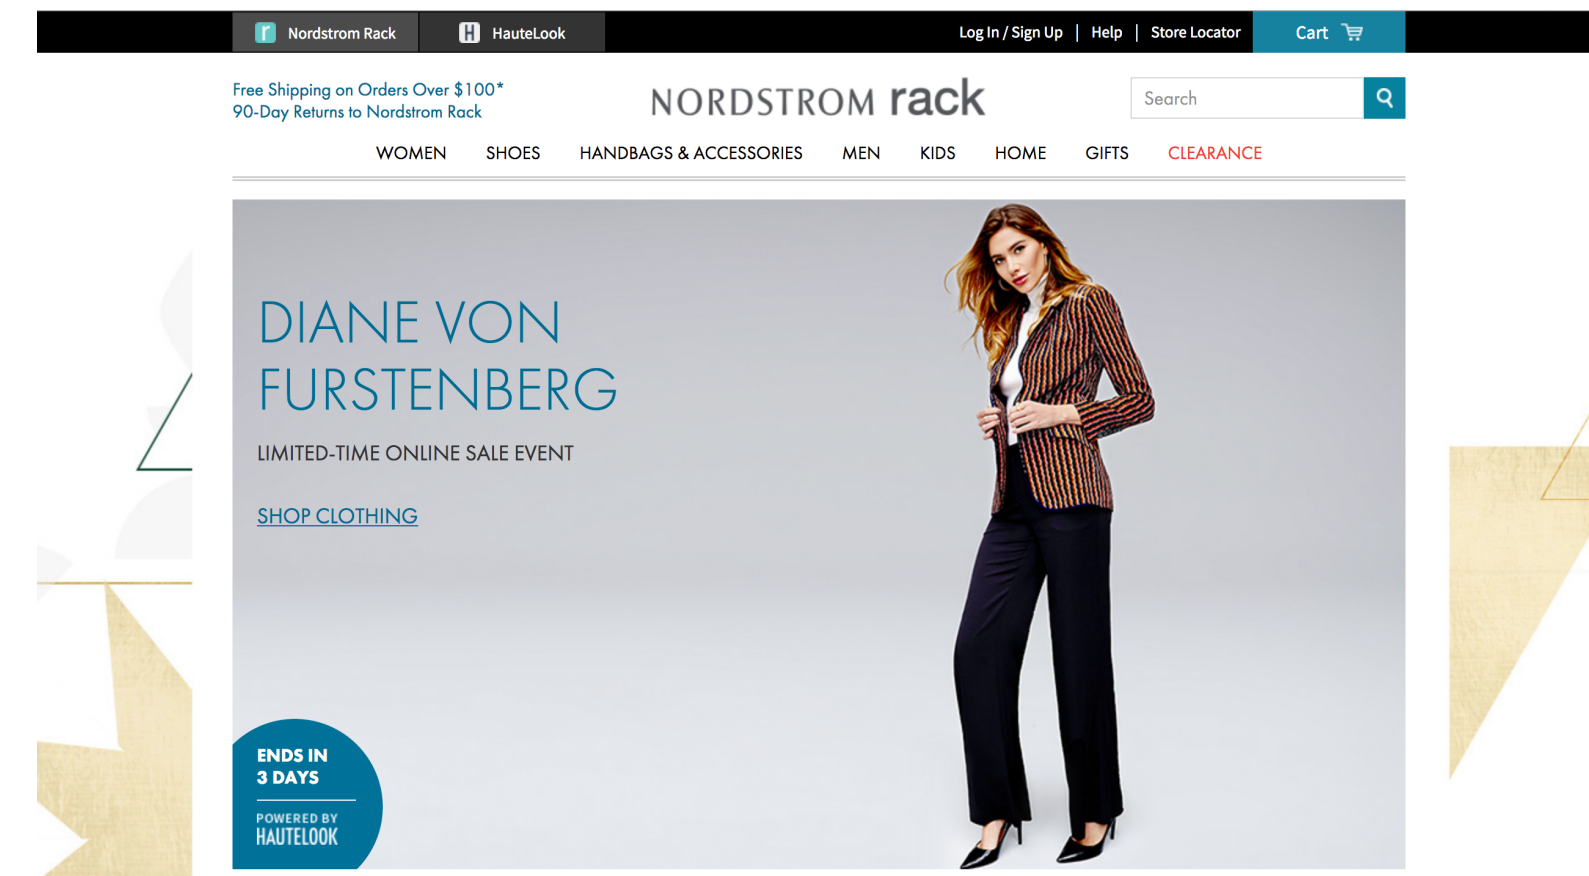 Nordstrom Rack
HauteLook
Log In / Sign Up | Help | Store Locator
Cart
Free Shipping on Orders Over $100*
90-Day Returns to Nordstrom Rack
NORDSTROM rack
Search
WOMEN SHOES HANDBAGS & ACCESSORIES MEN KIDS HOME GIFTS CLEARANCE
DIANE VON
FURSTENBERG
LIMITED-TIME ONLINE SALE EVENT
SHOP CLOTHING
ENDS IN
3 DAYS
POWERED BY
HAUTELOOK